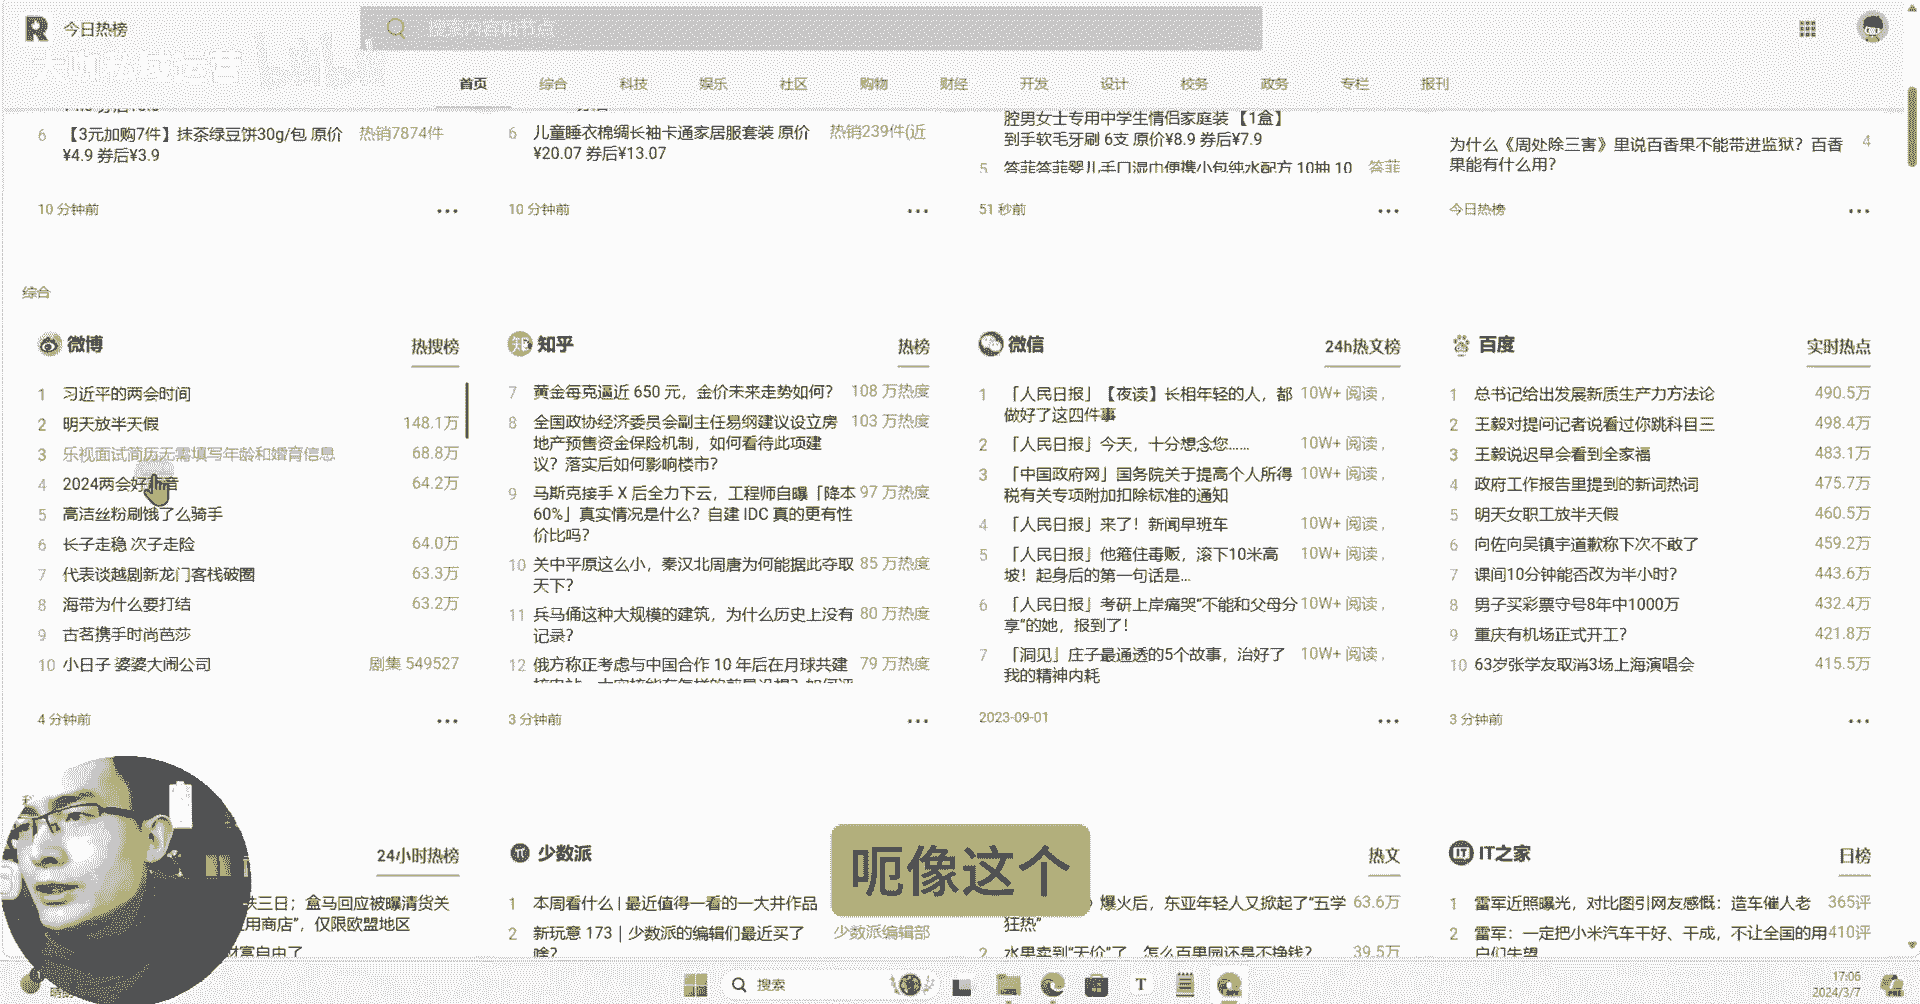 今日热榜
搜索内容和节点
首页 综合 科技 娱乐 社区 购物 财经 开发 设计 校务 政务 专栏 报刊
6 【3元加购7件】抹茶绿豆饼30g/包 原价 热销7874件
¥4.9 券后¥3.9
10 分钟前
6 儿童睡衣棉绸长袖卡通家居服套装 原价 热销239件(近
¥20.07 券后¥13.07
10 分钟前
腔男女士专用中学生情侣家庭装 【1盒】
到手软毛牙刷 6支 原价¥8.9 券后¥7.9
5 答菲答菲婴儿手口湿巾便携小包纯水配方 10抽 10 答菲
51 秒前
为什么《周处除三害》里说百香果不能带进监狱？百香 4
果能有什么用？
今日热榜
综合
微博 热搜榜
1 习近平的两会时间
2 明天放半天假 148.1万
3 乐视面试简历无需填写年龄和婚育信息 68.8万
4 2024两会好声音 64.2万
5 高洁丝粉刷饿了么骑手
6 长子走稳 次子走险 64.0万
7 代表谈越剧新龙门客栈破圈 63.3万
8 海带为什么要打结 63.2万
9 古茗携手时尚芭莎
10 小日子 婆婆大闹公司 剧集 549527
4 分钟前
知乎 热榜
7 黄金每克逼近 650 元，金价未来走势如何？ 108 万热度
8 全国政协经济委员会副主任易纲建议设立房 103 万热度
地产预售资金保险机制，如何看待此项建
议？落实后如何影响楼市？
9 马斯克接手 X 后全力下云，工程师自曝「降本 97 万热度
60%」真实情况是什么？自建 IDC 真的更有性
价比吗？
10 关中平原这么小，秦汉北周唐为何能据此夺取 85 万热度
天下？
11 兵马俑这种大规模的建筑，为什么历史上没有 80 万热度
记录？
12 俄方称正考虑与中国合作 10 年后在月球共建 79 万热度
3 分钟前
微信 24h热文榜
1 「人民日报」【夜读】长相年轻的人，都 10W+ 阅读，
做好了这四件事
2 「人民日报」今天，十分想念您…… 10W+ 阅读，
3 「中国政府网」国务院关于提高个人所得 10W+ 阅读，
税有关专项附加扣除标准的通知
4 「人民日报」来了！新闻早班车 10W+ 阅读，
5 「人民日报」他箍住毒贩，滚下10米高 10W+ 阅读，
坡！起身后的第一句话是...
6 「人民日报」考研上岸痛哭“不能和父母分 10W+ 阅读，
享”的她，报到了！
7 「洞见」庄子最通透的5个故事，治好了 10W+ 阅读，
我的精神内耗
2023-09-01
百度 实时热点
1 总书记给出发展新质生产力方法论 490.5万
2 王毅对提问记者说看过你跳科目三 498.4万
3 王毅说迟早会看到全家福 483.1万
4 政府工作报告里提到的新词热词 475.7万
5 明天女职工放半天假 460.5万
6 向佐向吴镇宇道歉称下次不敢了 459.2万
7 课间10分钟能否改为半小时？ 443.6万
8 男子买彩票守号8年中1000万 432.4万
9 重庆有机场正式开工？ 421.8万
10 63岁张学友取消3场上海演唱会 415.5万
3 分钟前
24小时热榜
三日；盒马回应被曝清货关
用商店”，仅限欧盟地区
财富自由了
少数派
1 本周看什么 | 最近值得一看的一大井作品
2 新玩意 173｜少数派的编辑们最近买了 少数派编辑部
啥？
热文
爆火后，东亚年轻人又掀起了“五学 63.6万
狂热”
2 水果卖到“天价”了，怎么百果园还是不挣钱？ 39.5万
IT之家 日榜
1 雷军近照曝光，对比图引网友感慨：造车催人老 365评
2 雷军：一定把小米汽车干好、干成，不让全国的用 410评
户们失望
呃像这个
搜索
17:06
2024/3/7